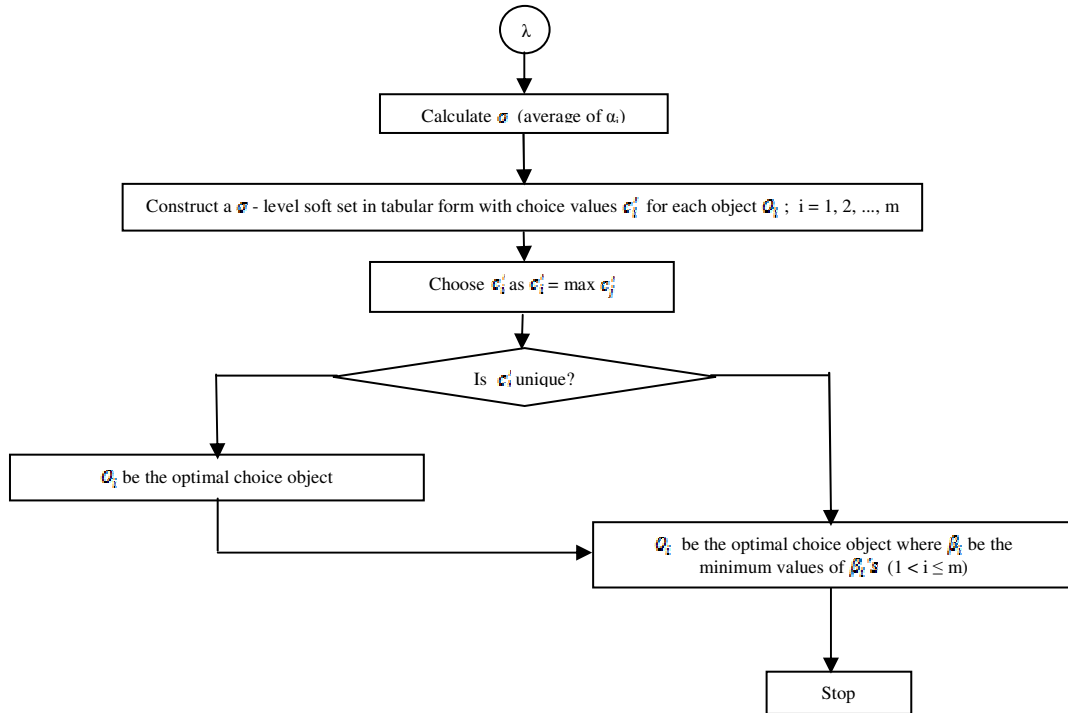 λ
Calculate σ (average of αᵢ)
Construct a σ - level soft set in tabular form with choice values cᵢ′ for each object Oᵢ ; i = 1, 2, ..., m
Choose cᵢ′ as cᵢ′ = max cⱼ′
Is cᵢ′ unique?
Oᵢ be the optimal choice object
Oᵢ be the optimal choice object where βᵢ be the
minimum values of βᵢ's (1 < i ≤ m)
Stop